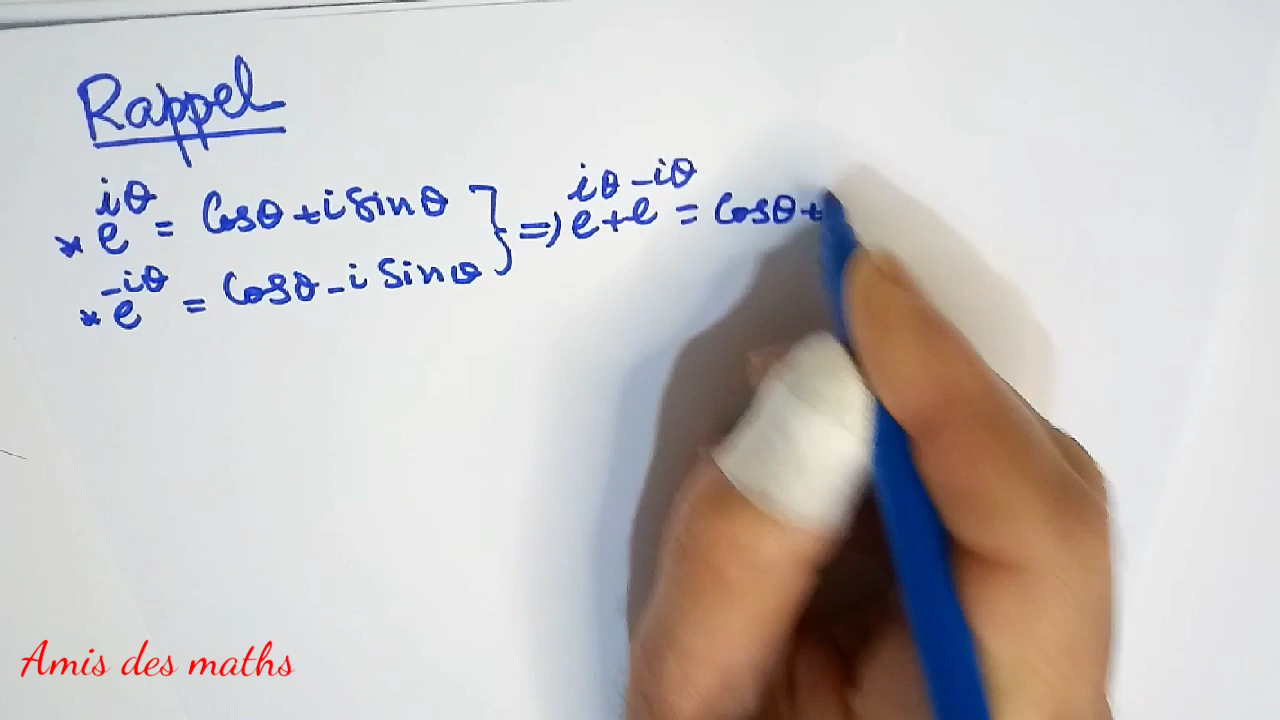 Rappel
* e^{iθ} = Cosθ + i Sinθ } => e^{iθ} + e^{-iθ} = Cosθ +
* e^{-iθ} = Cosθ - i Sinθ
Amis des maths